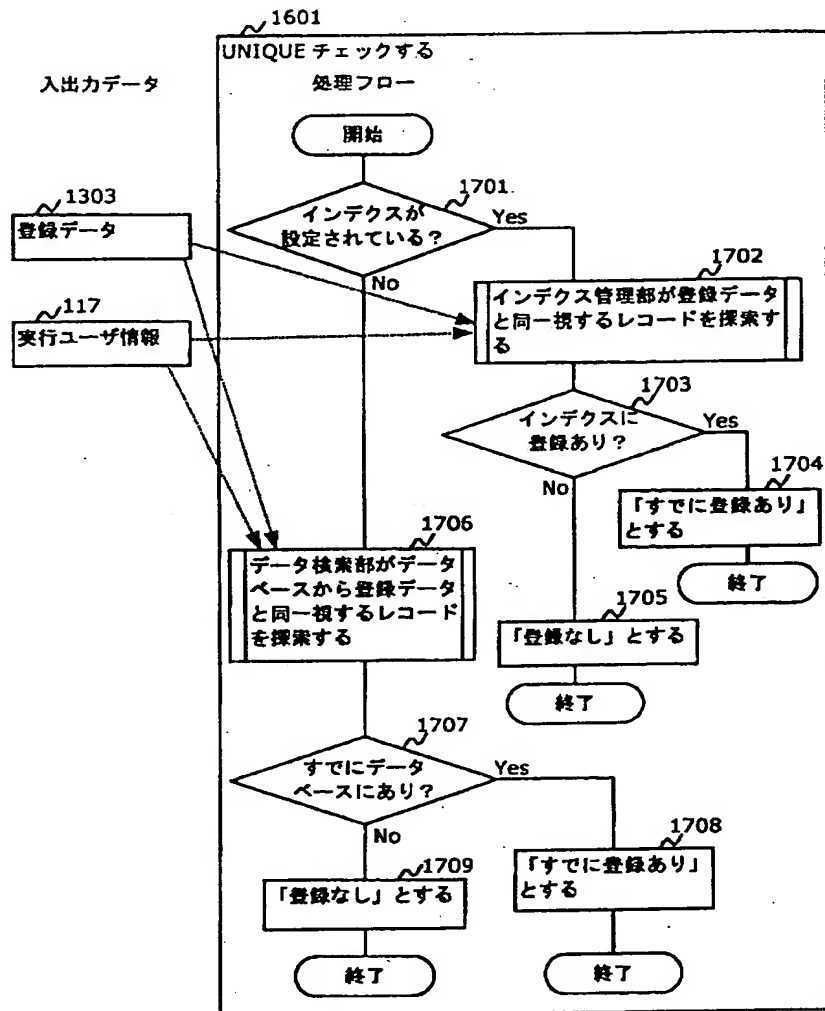 1601
UNIQUE チェックする
入出力データ
処理フロー
開始
1303
登録データ
1701
インデクスが
設定されている？
Yes
No
117
実行ユーザ情報
1702
インデクス管理部が登録データ
と同一視するレコードを探索す
る
1703
インデクスに
登録あり？
Yes
No
1704
「すでに登録あり」
とする
終了
1706
データ検索部がデータ
ベースから登録データ
と同一視するレコード
を探索する
1705
「登録なし」とする
終了
1707
すでにデータ
ベースにあり？
Yes
No
1708
「すでに登録あり」
とする
1709
「登録なし」とする
終了
終了